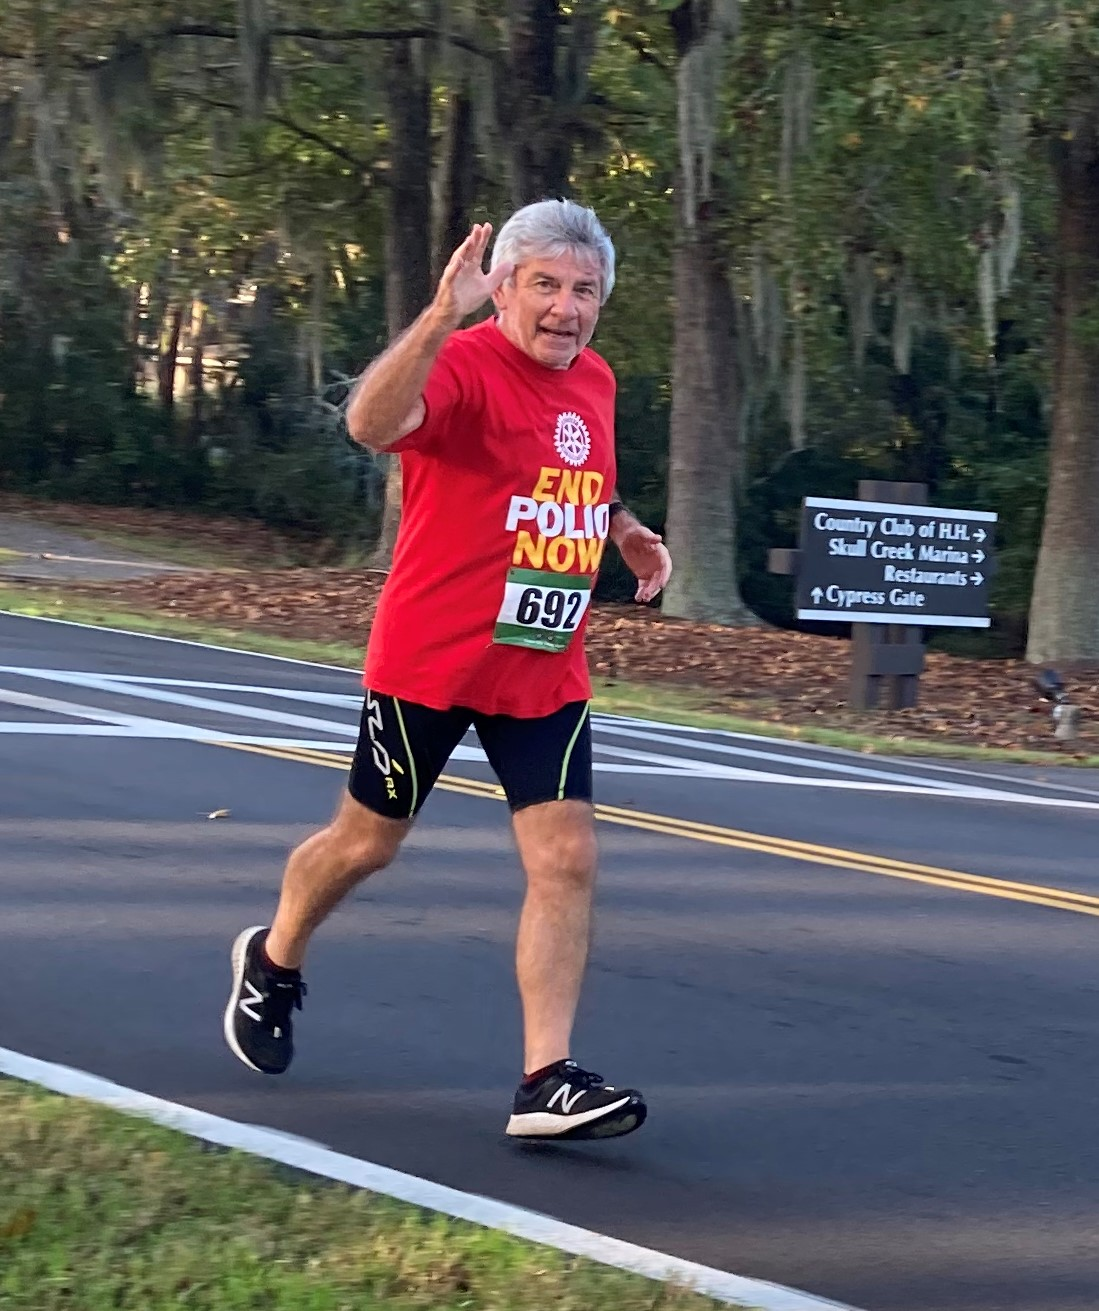 END
POLIO
NOW
692
Country Club of H.H. →
Skull Creek Marina →
Restaurants →
↑ Cypress Gate
N
N